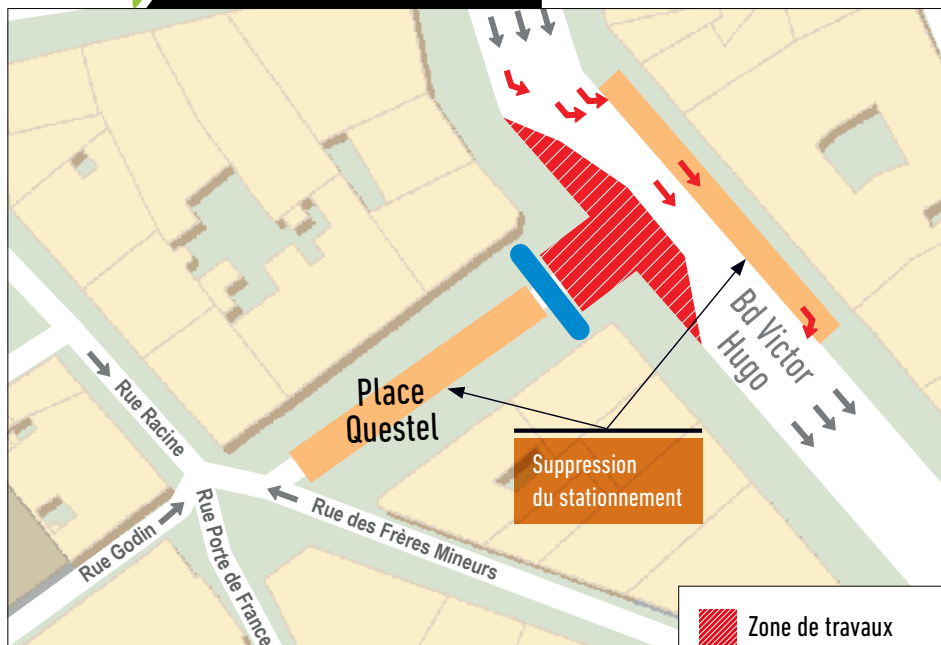 Bd Victor
Hugo
Place
Questel
Rue Racine
Suppression
du stationnement
Rue des Frères Mineurs
Rue Godin
Rue Porte de France
Zone de travaux